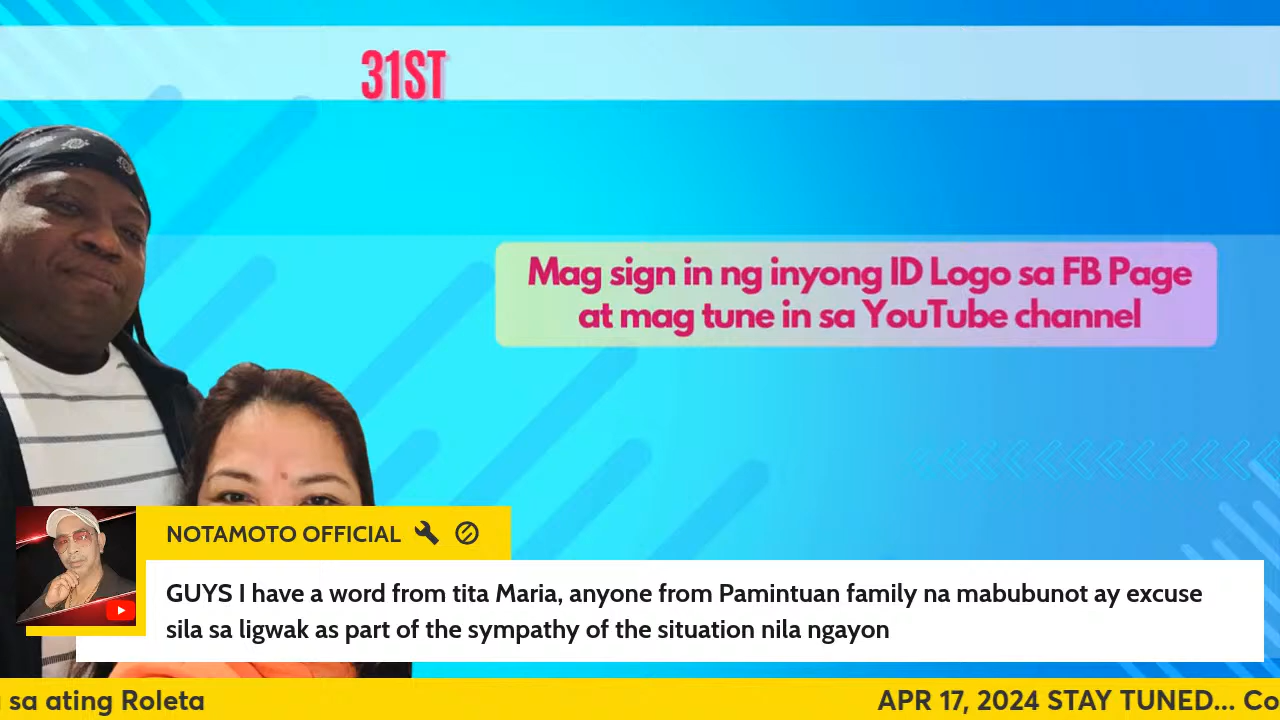 31ST
Mag sign in ng inyong ID Logo sa FB Page
at mag tune in sa YouTube channel
NOTAMOTO OFFICIAL
GUYS I have a word from tita Maria, anyone from Pamintuan family na mabubunot ay excuse
sila sa ligwak as part of the sympathy of the situation nila ngayon
sa ating Roleta APR 17, 2024 STAY TUNED... Co